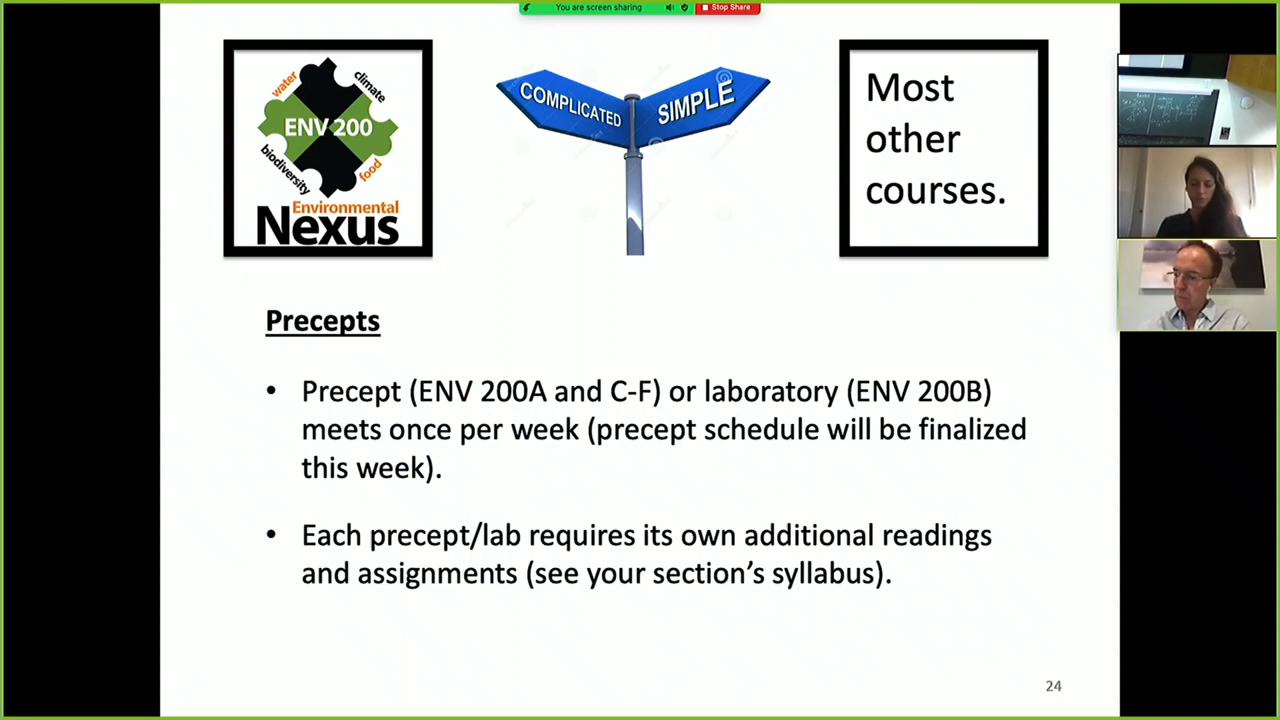 You are screen sharing
Stop Share
water
climate
ENV 200
biodiversity
food
Environmental
Nexus
COMPLICATED
SIMPLE
Most
other
courses.
Precepts
• Precept (ENV 200A and C-F) or laboratory (ENV 200B)
meets once per week (precept schedule will be finalized
this week).
• Each precept/lab requires its own additional readings
and assignments (see your section’s syllabus).
24